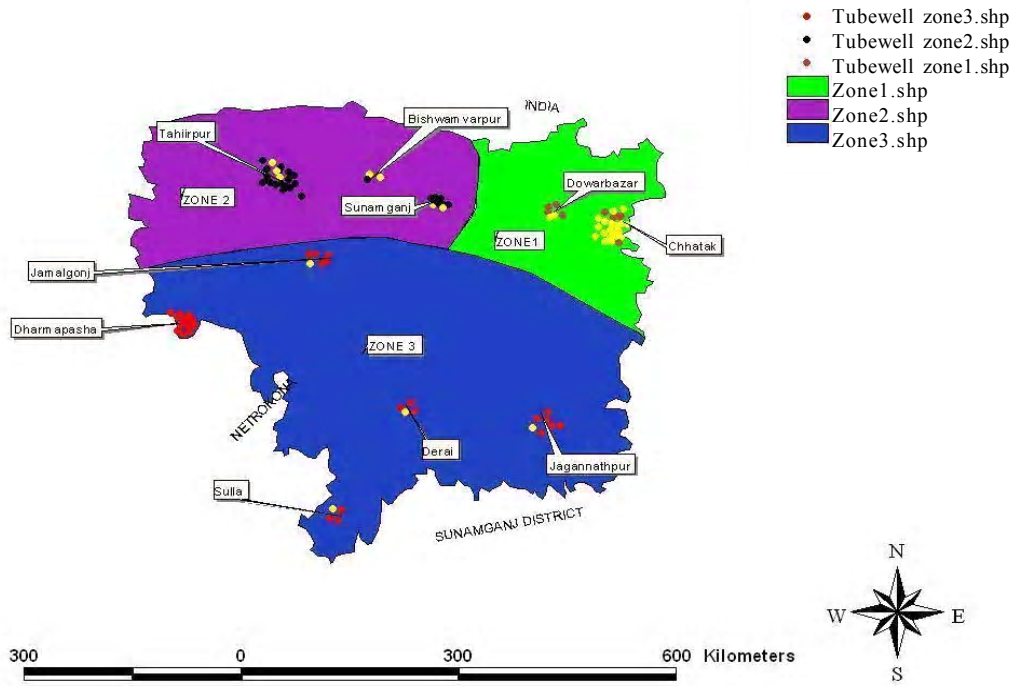 Tubewell zone3.shp
Tubewell zone2.shp
Tubewell zone1.shp
Zone1.shp
Zone2.shp
Zone3.shp
INDIA
Bishwam varpur
Tahiirpur
Dowarbazar
ZONE 2
Sunam ganj
ZONE1
Chhatak
Jamalgonj
Dharmapasha
ZONE 3
NETROKONA
Derai
Jagannathpur
Sulla
SUNAMGANJ DISTRICT
N
W E
S
300 0 300 600 Kilometers